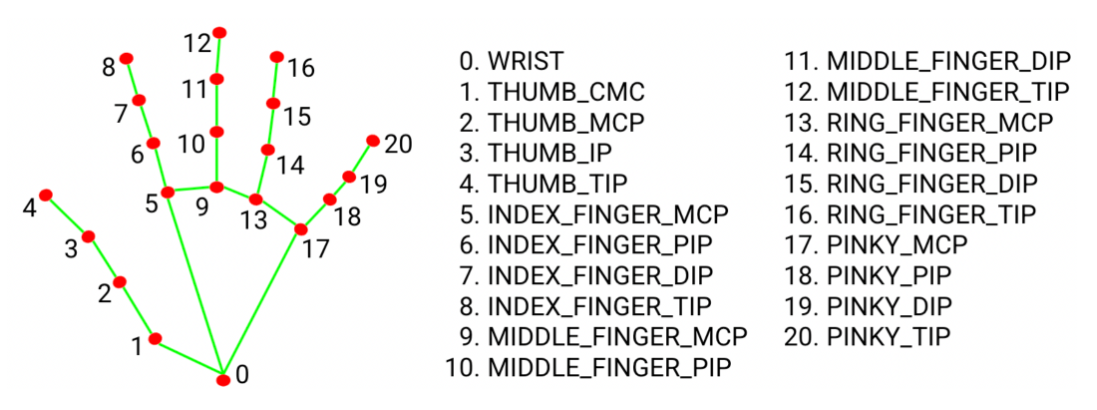 12
8
16
11
7
15
10
6
14
20
19
4
5
9
13
18
3
17
2
1
0
0. WRIST
1. THUMB_CMC
2. THUMB_MCP
3. THUMB_IP
4. THUMB_TIP
5. INDEX_FINGER_MCP
6. INDEX_FINGER_PIP
7. INDEX_FINGER_DIP
8. INDEX_FINGER_TIP
9. MIDDLE_FINGER_MCP
10. MIDDLE_FINGER_PIP
11. MIDDLE_FINGER_DIP
12. MIDDLE_FINGER_TIP
13. RING_FINGER_MCP
14. RING_FINGER_PIP
15. RING_FINGER_DIP
16. RING_FINGER_TIP
17. PINKY_MCP
18. PINKY_PIP
19. PINKY_DIP
20. PINKY_TIP